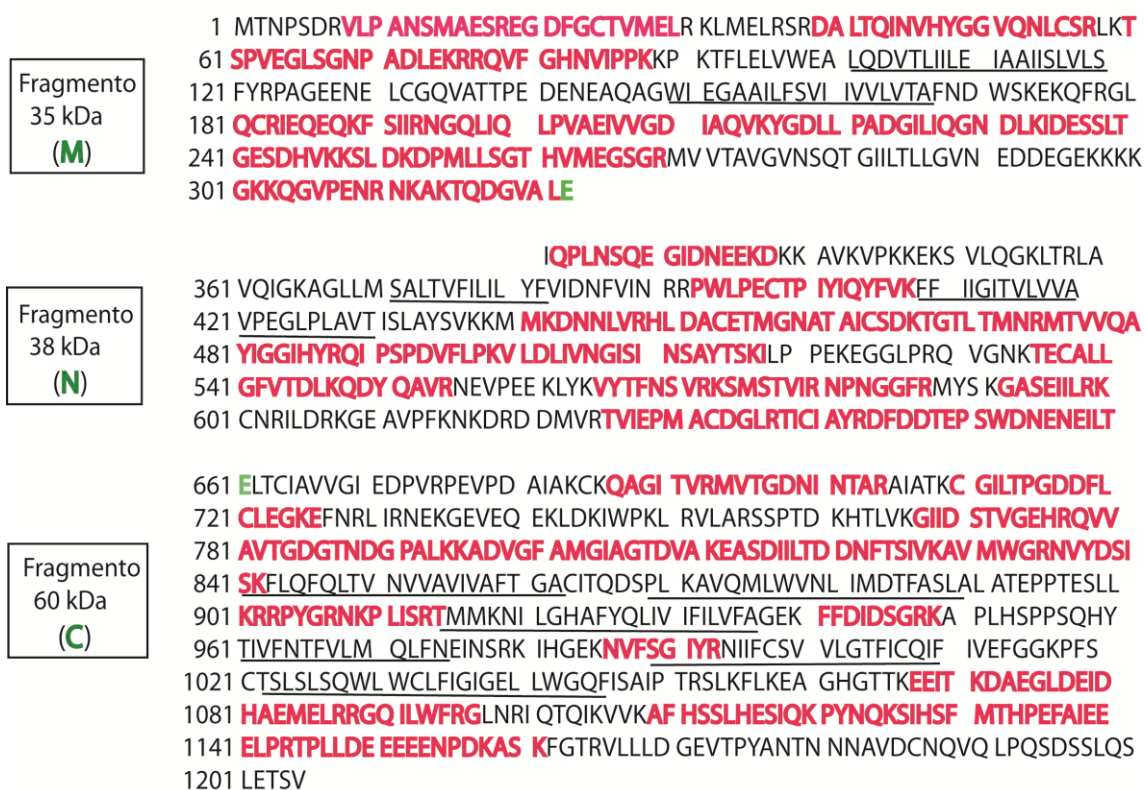 1 MTNPSDRVLP ANSMAESREG DFGCTVMELR KLMELRSRDA LTQINVHYGG VQNLCSRLKT
61 SPVEGLSGNP ADLEKRRQVF GHNVIPPKKP KTFLELVWEA LQDVTLIILE IAAIISLVLS
121 FYRPAGEENE LCGQVATTPE DENEAQAGWIEGAAILFSVI IVVLVTAFND WSKEKQFRGL
181 QCRIEQEQKF SIIRNGQLIQ LPVAEIVVGD IAQVKYGDLL PADGILIQGN DLKIDESSLT
241 GESDHVKKSL DKDPMLLSGT HVMEGSGRMV VTAVGVNSQT GIILTLLGVN EDDEGEKKKK
301 GKKQGVPENR NKAKTQDGVA LE
Fragmento
35 kDa
(M)
IQPLNSQE GIDNEEKDKK AVKVPKKEKS VLQGKLTRLA
361 VQIGKAGLLM SALTVFILIL YFVIDNFVIN RRPWLPECTP IYIQYFVKFF IIGITVLVVA
421 VPEGLPLAVT ISLAYSVKKM MKDNNLVRHL DACETMGNAT AICSDKTGTL TMNRMTVVQA
481 YIGGIHYRQI PSPDVFLPKV LDLIVNGISI NSAYTSKILP PEKEGGLPRQ VGNKTECALL
541 GFVTDLKQDY QAVRNEVPEE KLYKVYTFNS VRKSMSTVIR NPNGGFRMYS KGASEIILRK
601 CNRILDRKGE AVPFKNKDRD DMVRTVIEPM ACDGLRTICI AYRDFDDTEP SWDNENEILT
Fragmento
38 kDa
(N)
661 ELTCIAVVGI EDPVRPEVPD AIAKCKQAGI TVRMVTGDNI NTARAIATKC GILTPGDDFL
721 CLEGKEFNRL IRNEKGEVEQ EKLDKIWPKL RVLARSSPTD KHTLVKGIID STVGEHRQVV
781 AVTGDGTNDG PALKKADVGF AMGIAGTDVA KEASDIILTD DNFTSIVKAV MWGRNVYDSI
841 SKFLQFQLTV NVVAVIVAFT GACITQDSPL KAVQMLWVNL IMDTFASLAL ATEPPTESLL
901 KRRPYGRNKP LISRTMMKNI LGHAFYQLIV IFILVFAGEK FFDIDSGRKA PLHSPPSQHY
961 TIVFNTFVLM QLFNEINSRK IHGEKNVFSG IYRNIIFCSV VLGTFICQIF IVEFGGKPFS
1021 CTSLSLSQWL WCLFIGIGEL LWGQFISAIP TRSLKFLKEA GHGTTKEEIT KDAEGLDEID
1081 HAEMELRRGQ ILWFRGLNRI QTQIKVVKAF HSSLHESIQK PYNQKSIHSF MTHPEFAIEE
1141 ELPRTPLLDE EEEENPDKAS KFGTRVLLLD GEVTPYANTN NNAVDCNQVQ LPQSDSSLQS
1201 LETSV
Fragmento
60 kDa
(C)